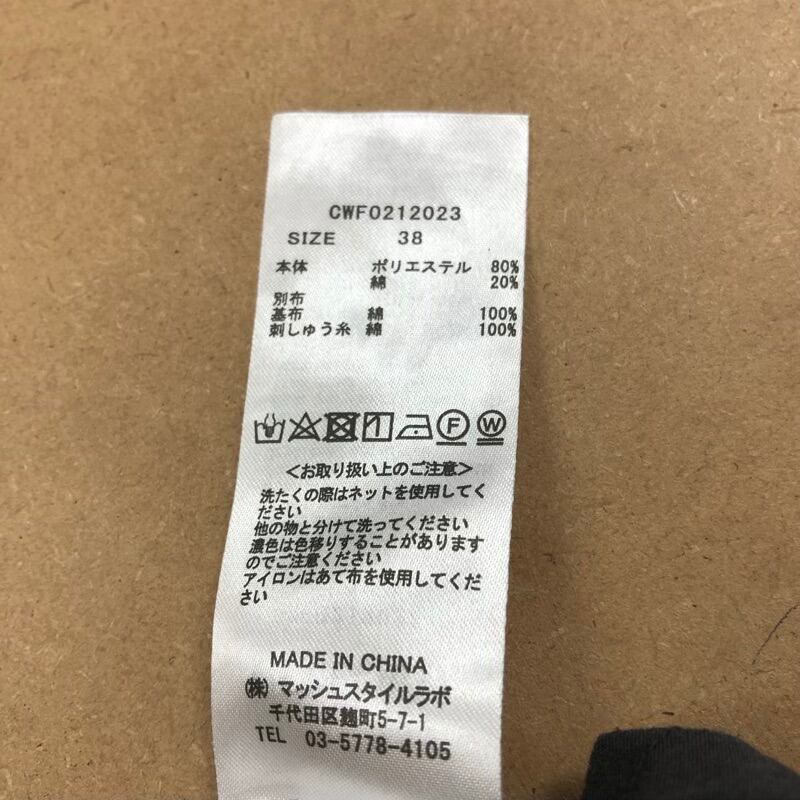 CWF0212023
SIZE 38
本体 ポリエステル 80%
綿 20%
別布
基布 綿 100%
刺しゅう糸 綿 100%
F W
<お取り扱い上のご注意>
洗たくの際はネットを使用してく
ださい
他の物と分けて洗ってください
濃色は色移りすることがあります
のでご注意ください
アイロンはあて布を使用してくだ
さい
MADE IN CHINA
㈱ マッシュスタイルラボ
千代田区麹町5-7-1
TEL 03-5778-4105